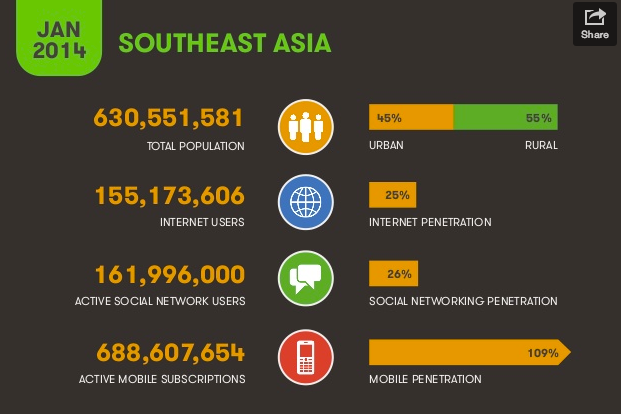 JAN
2014
SOUTHEAST ASIA
Share
630,551,581
TOTAL POPULATION
45% 55%
URBAN RURAL
155,173,606
INTERNET USERS
25%
INTERNET PENETRATION
161,996,000
ACTIVE SOCIAL NETWORK USERS
26%
SOCIAL NETWORKING PENETRATION
688,607,654
ACTIVE MOBILE SUBSCRIPTIONS
109%
MOBILE PENETRATION